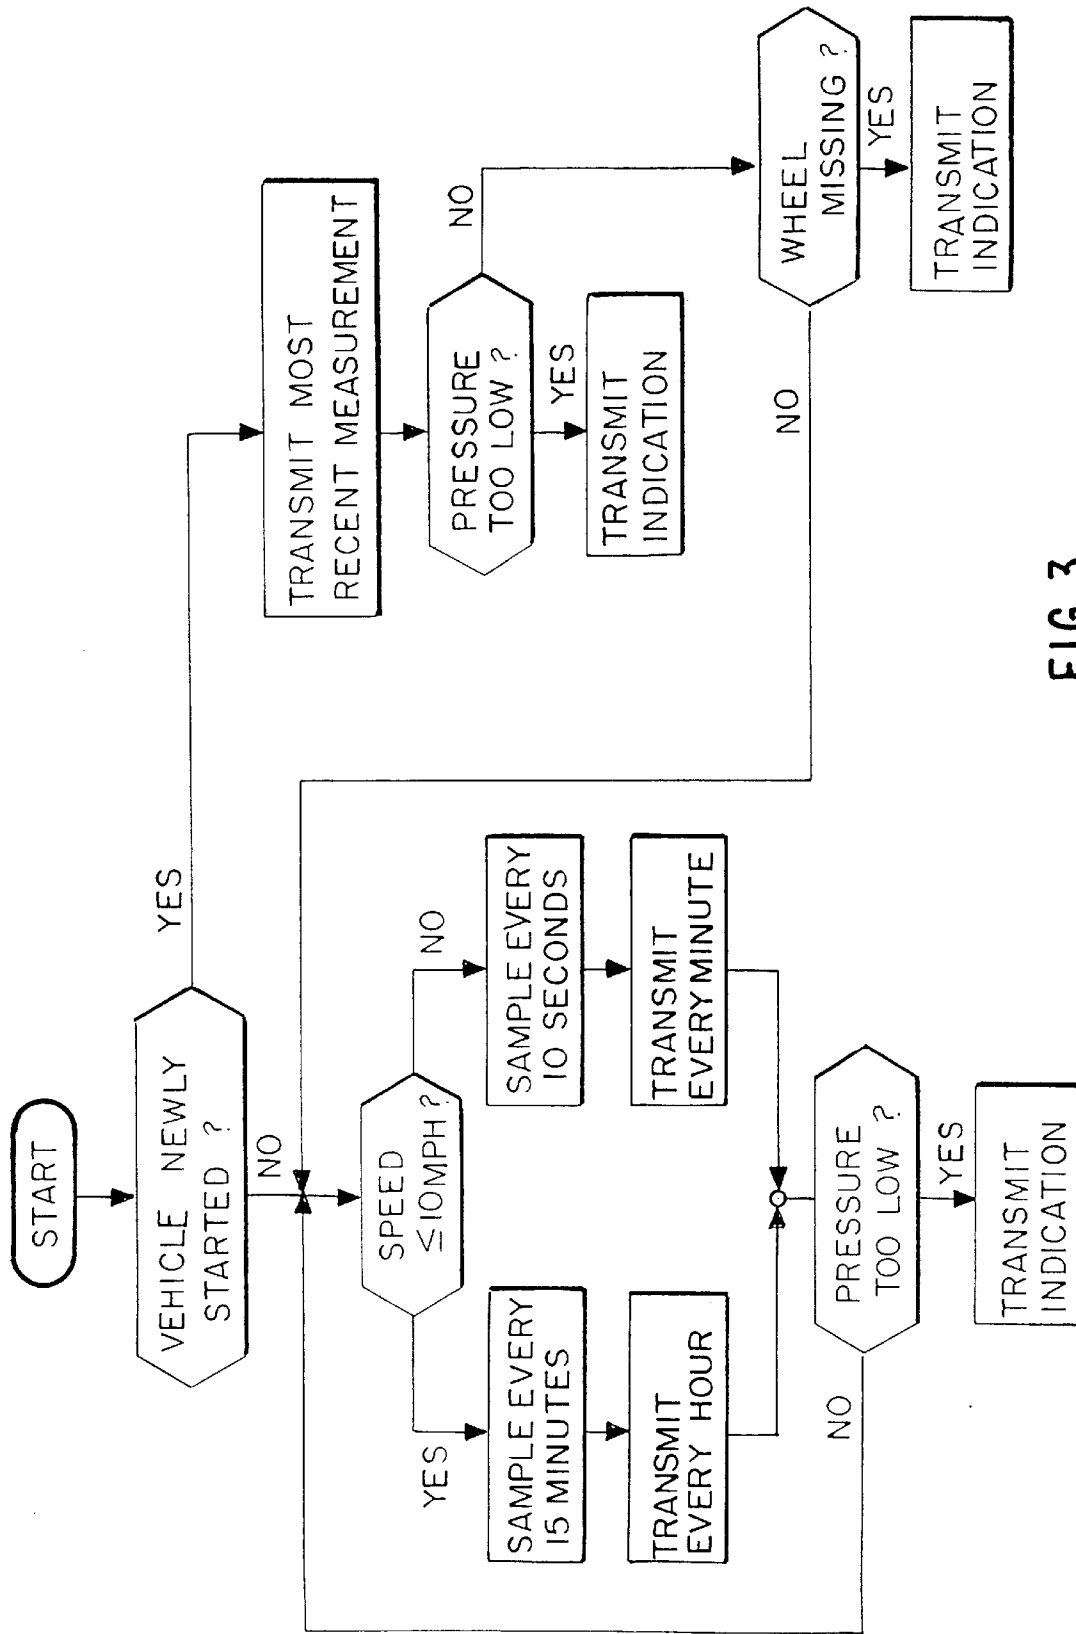 START
VEHICLE NEWLY
STARTED ?
YES
NO
TRANSMIT MOST
RECENT MEASUREMENT
PRESSURE
TOO LOW ?
NO
YES
TRANSMIT
INDICATION
WHEEL
MISSING ?
NO
YES
TRANSMIT
INDICATION
SPEED
≤10MPH ?
YES
NO
SAMPLE EVERY
15 MINUTES
TRANSMIT
EVERY HOUR
SAMPLE EVERY
10 SECONDS
TRANSMIT
EVERY MINUTE
PRESSURE
TOO LOW ?
NO
YES
TRANSMIT
INDICATION
FIG. 3